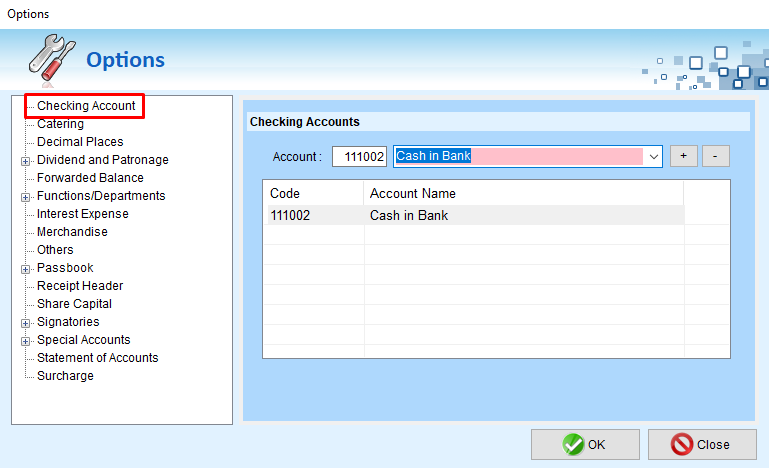 Options
Options
Checking Account
Catering
Decimal Places
Dividend and Patronage
Forwarded Balance
Functions/Departments
Interest Expense
Merchandise
Others
Passbook
Receipt Header
Share Capital
Signatories
Special Accounts
Statement of Accounts
Surcharge
Checking Accounts
Account : 111002 Cash in Bank + -
Code Account Name
111002 Cash in Bank
OK Close